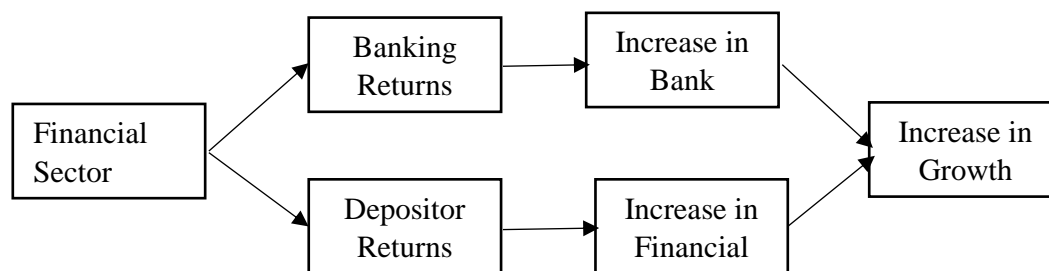 Financial
Sector
Banking
Returns
Increase in
Bank
Depositor
Returns
Increase in
Financial
Increase in
Growth